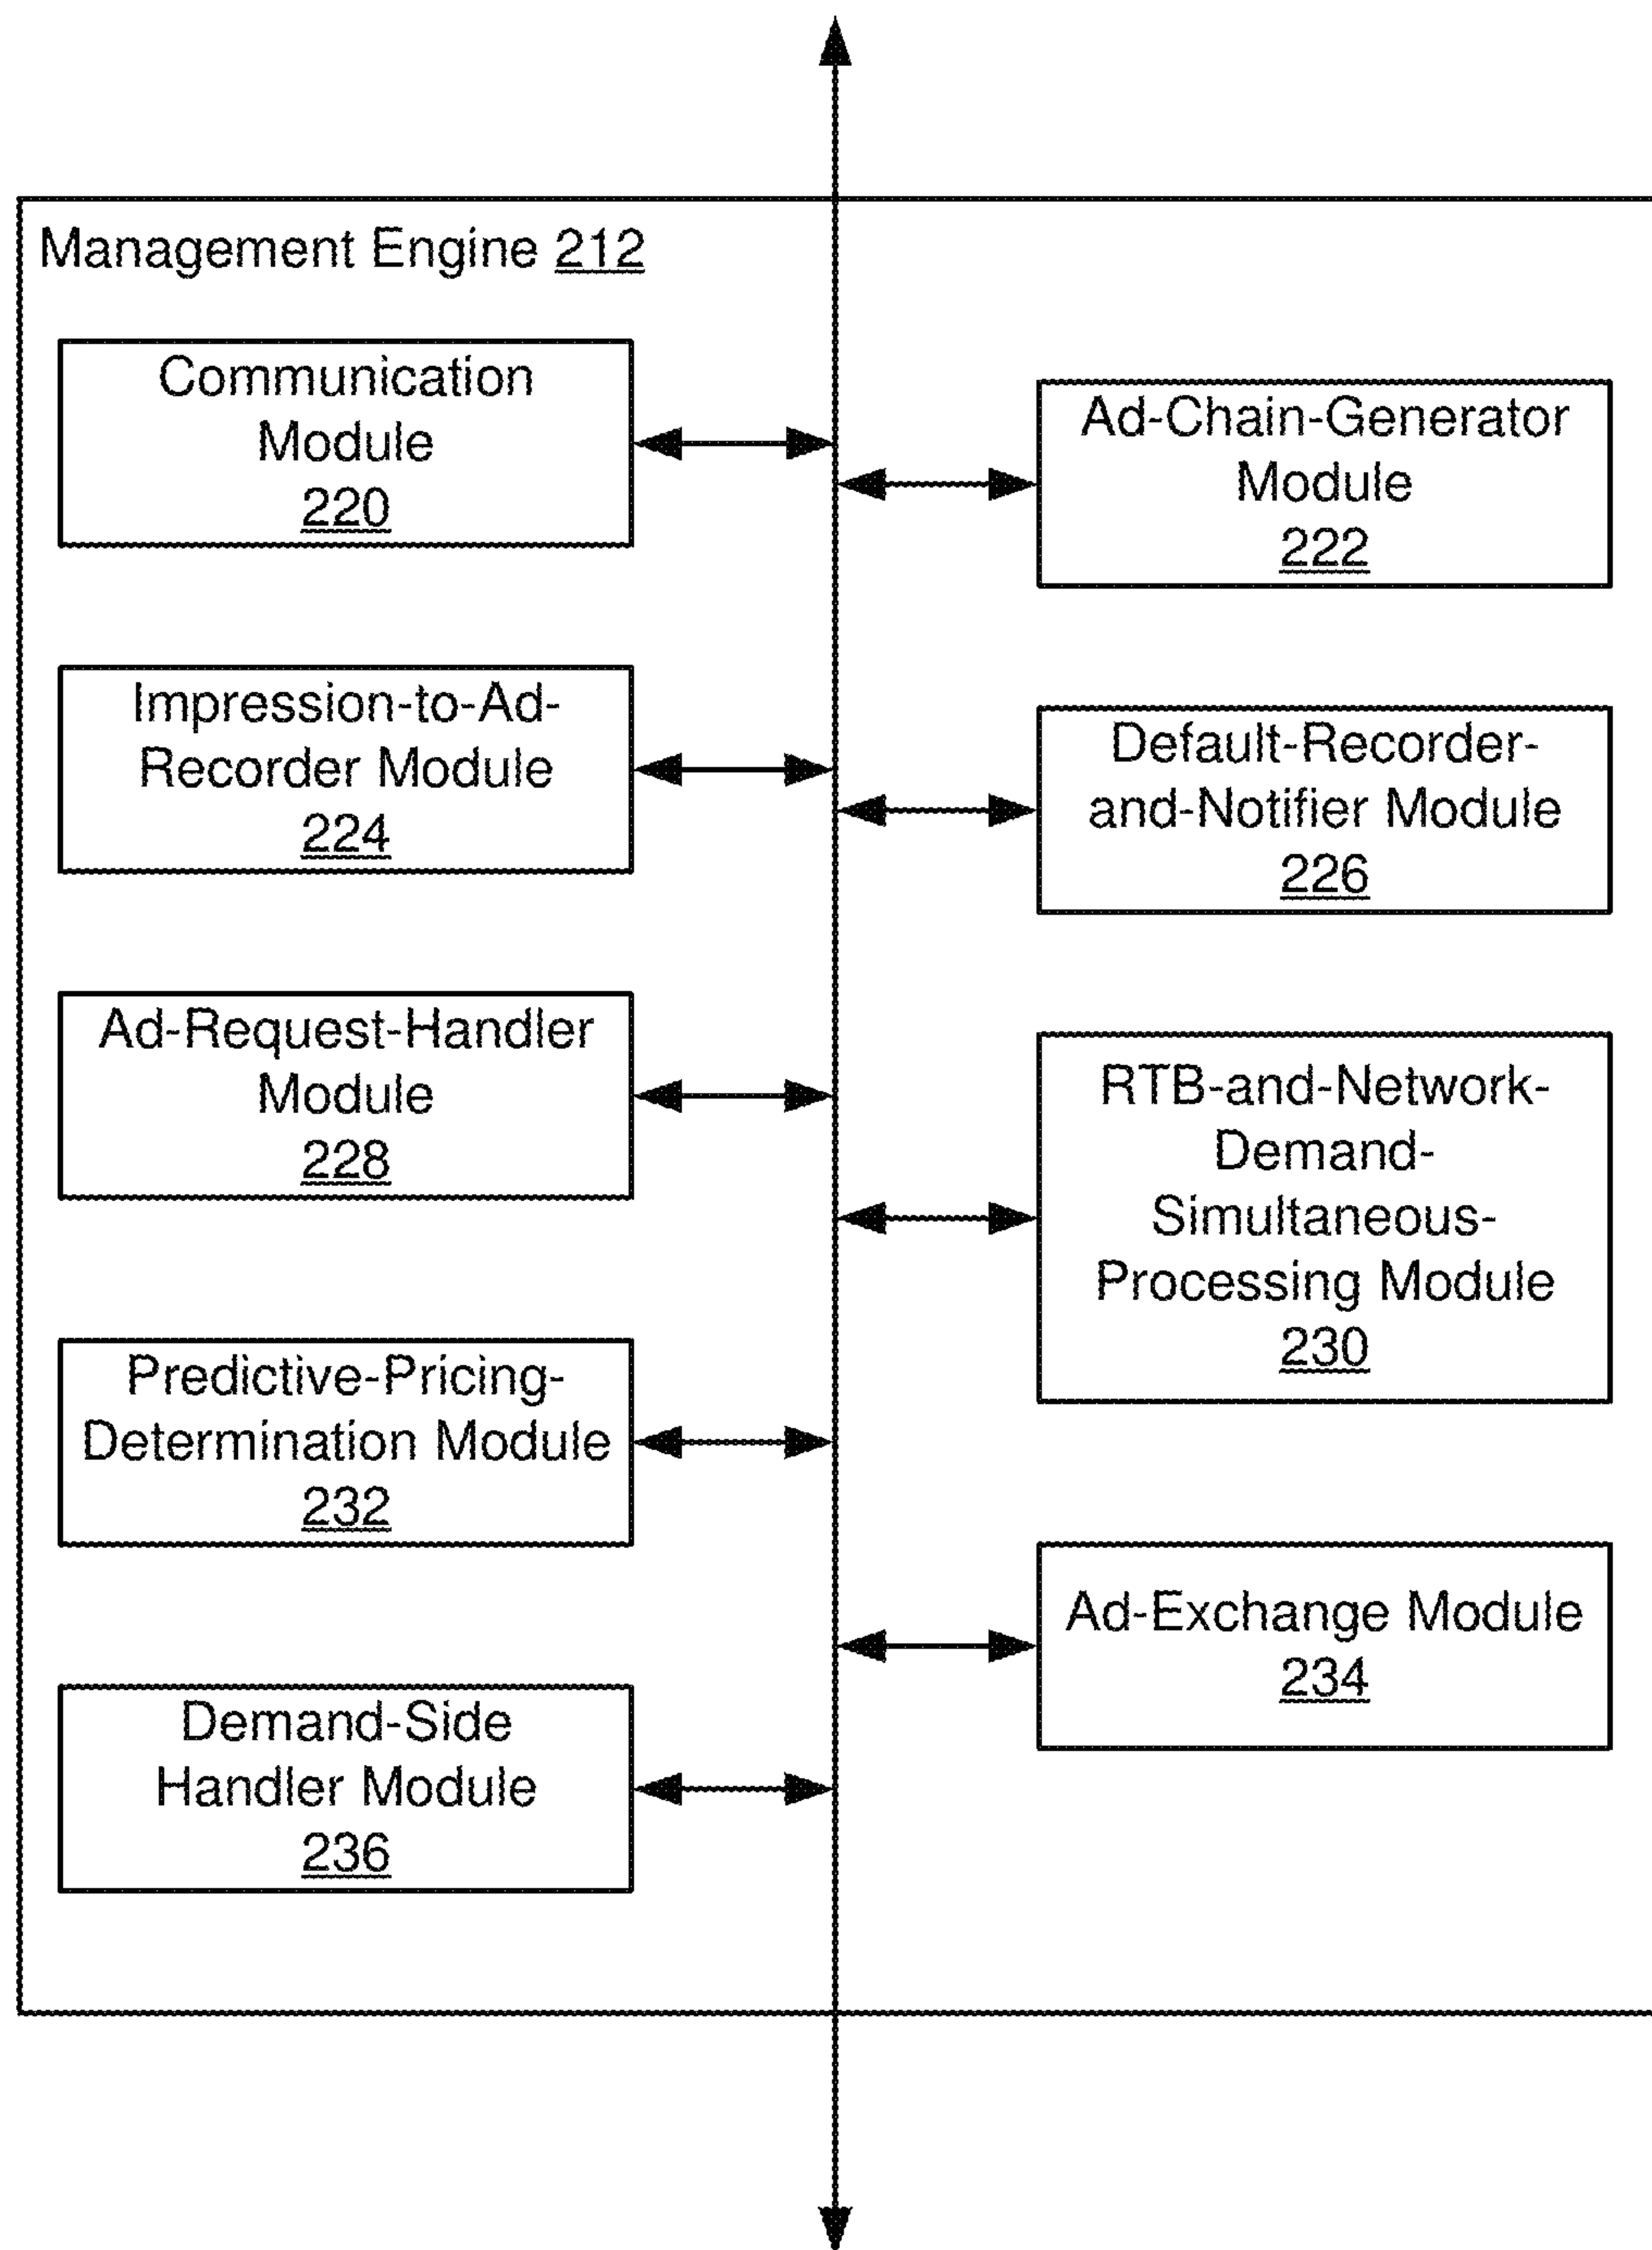 Management Engine 212
Communication
Module
220
Ad-Chain-Generator
Module
222
Impression-to-Ad-
Recorder Module
224
Default-Recorder-
and-Notifier Module
226
Ad-Request-Handler
Module
228
RTB-and-Network-
Demand-
Simultaneous-
Processing Module
230
Predictive-Pricing-
Determination Module
232
Ad-Exchange Module
234
Demand-Side
Handler Module
236